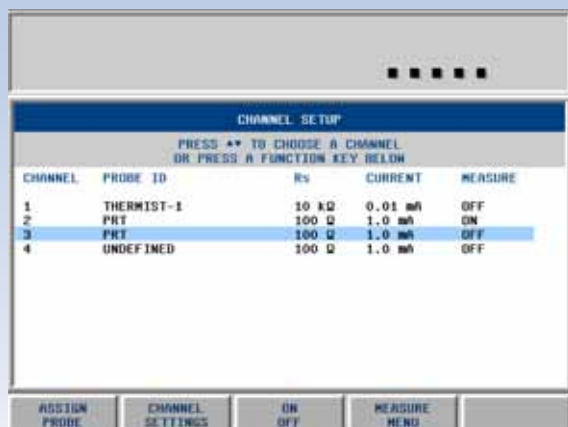 CHANNEL SETUP
PRESS ▲▼ TO CHOOSE A CHANNEL
OR PRESS A FUNCTION KEY BELOW
CHANNEL PROBE ID Rs CURRENT MEASURE
1 THERMIST-1 10 kΩ 0.01 mA OFF
2 PRT 100 Ω 1.0 mA ON
3 PRT 100 Ω 1.0 mA OFF
4 UNDEFINED 100 Ω 1.0 mA OFF
ASSIGN PROBE
CHANNEL SETTINGS
ON OFF
MEASURE MENU